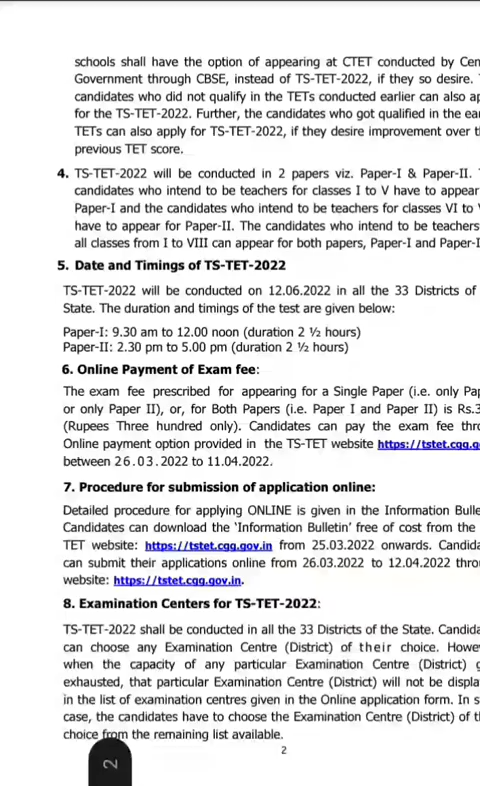 schools shall have the option of appearing at CTET conducted by
Government through CBSE, instead of TS-TET-2022, if they so desire.
candidates who did not qualify in the TETs conducted earlier can also
for the TS-TET-2022. Further, the candidates who got qualified in the
TETs can also apply for TS-TET-2022, if they desire improvement over
previous TET score.
4. TS-TET-2022 will be conducted in 2 papers viz. Paper-I & Paper-II.
candidates who intend to be teachers for classes I to V have to appear
Paper-I and the candidates who intend to be teachers for classes VI to
have to appear for Paper-II. The candidates who intend to be teachers
all classes from I to VIII can appear for both papers, Paper-I and
5. Date and Timings of TS-TET-2022
TS-TET-2022 will be conducted on 12.06.2022 in all the 33 Districts of
State. The duration and timings of the test are given below:
Paper-I: 9.30 am to 12.00 noon (duration 2 ½ hours)
Paper-II: 2.30 pm to 5.00 pm (duration 2 ½ hours)
6. Online Payment of Exam fee:
The exam fee prescribed for appearing for a Single Paper (i.e. only
or only Paper II), or, for Both Papers (i.e. Paper I and Paper II) is
(Rupees Three hundred only). Candidates can pay the exam fee
Online payment option provided in the TS-TET website
between 26.03.2022 to 11.04.2022.
7. Procedure for submission of application online:
Detailed procedure for applying ONLINE is given in the Information
Candidates can download the 'Information Bulletin' free of cost from the
TET website: https://tstet.cgg.gov.in from 25.03.2022 onwards.
can submit their applications online from 26.03.2022 to 12.04.2022
website: https://tstet.cgg.gov.in.
8. Examination Centers for TS-TET-2022:
TS-TET-2022 shall be conducted in all the 33 Districts of the State.
can choose any Examination Centre (District) of their choice.
when the capacity of any particular Examination Centre (District)
exhausted, that particular Examination Centre (District) will not be
in the list of examination centres given in the Online application form. In
case, the candidates have to choose the Examination Centre (District) of
choice from the remaining list available.
2
2